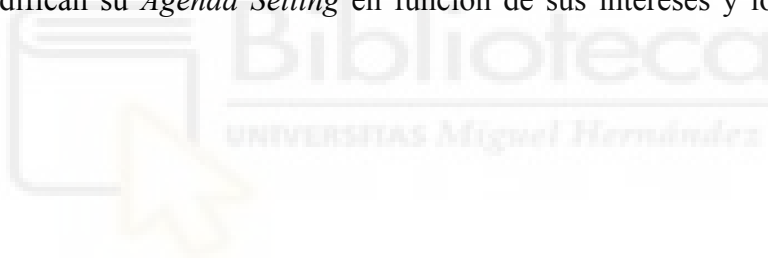 difican su Agenda Setting en función de sus intereses y lo
Biblioteca
UNIVERSITAS Miguel Hernández